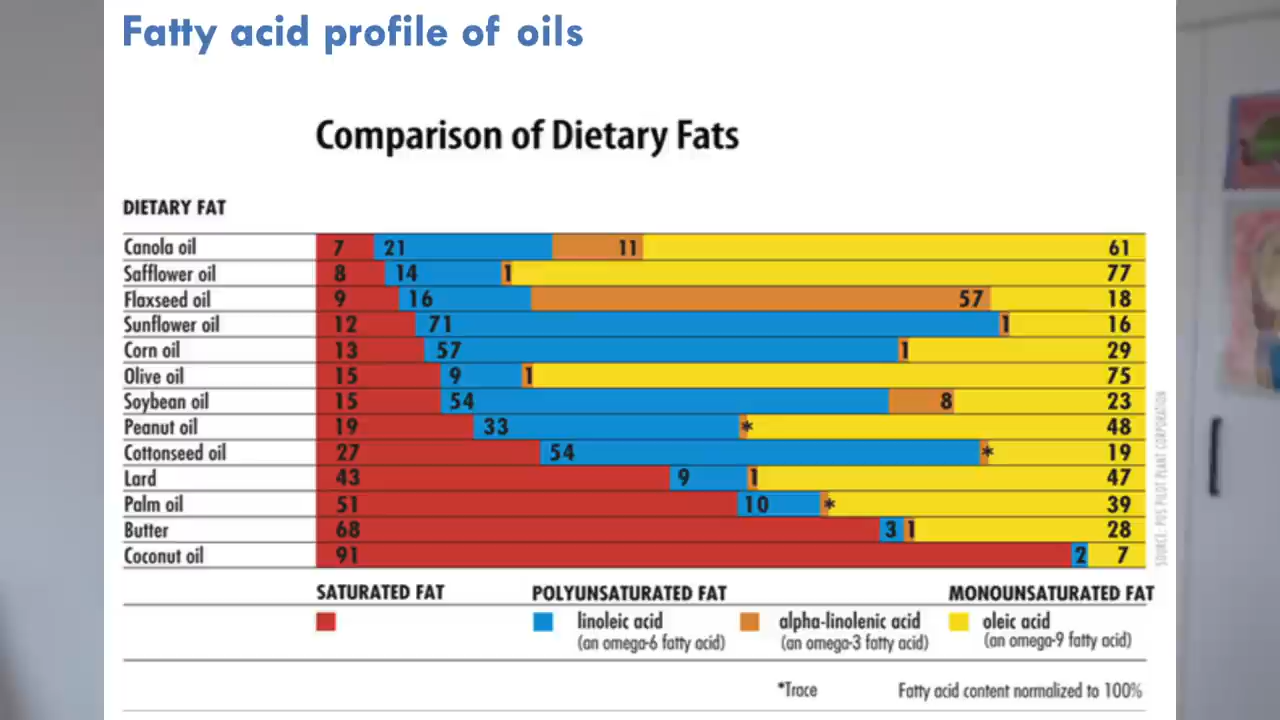 Fatty acid profile of oils
Comparison of Dietary Fats
DIETARY FAT
Canola oil 7 21 11 61
Safflower oil 8 14 1 77
Flaxseed oil 9 16 57 18
Sunflower oil 12 71 1 16
Corn oil 13 57 1 29
Olive oil 15 9 1 75
Soybean oil 15 54 8 23
Peanut oil 19 33 * 48
Cottonseed oil 27 54 * 19
Lard 43 9 1 47
Palm oil 51 10 * 39
Butter 68 3 1 28
Coconut oil 91 2 7
SATURATED FAT POLYUNSATURATED FAT MONOUNSATURATED FAT
linoleic acid alpha-linolenic acid oleic acid
(an omega-6 fatty acid) (an omega-3 fatty acid) (an omega-9 fatty acid)
*Trace Fatty acid content normalized to 100%
SOURCE: POS PILOT PLANT CORPORATION